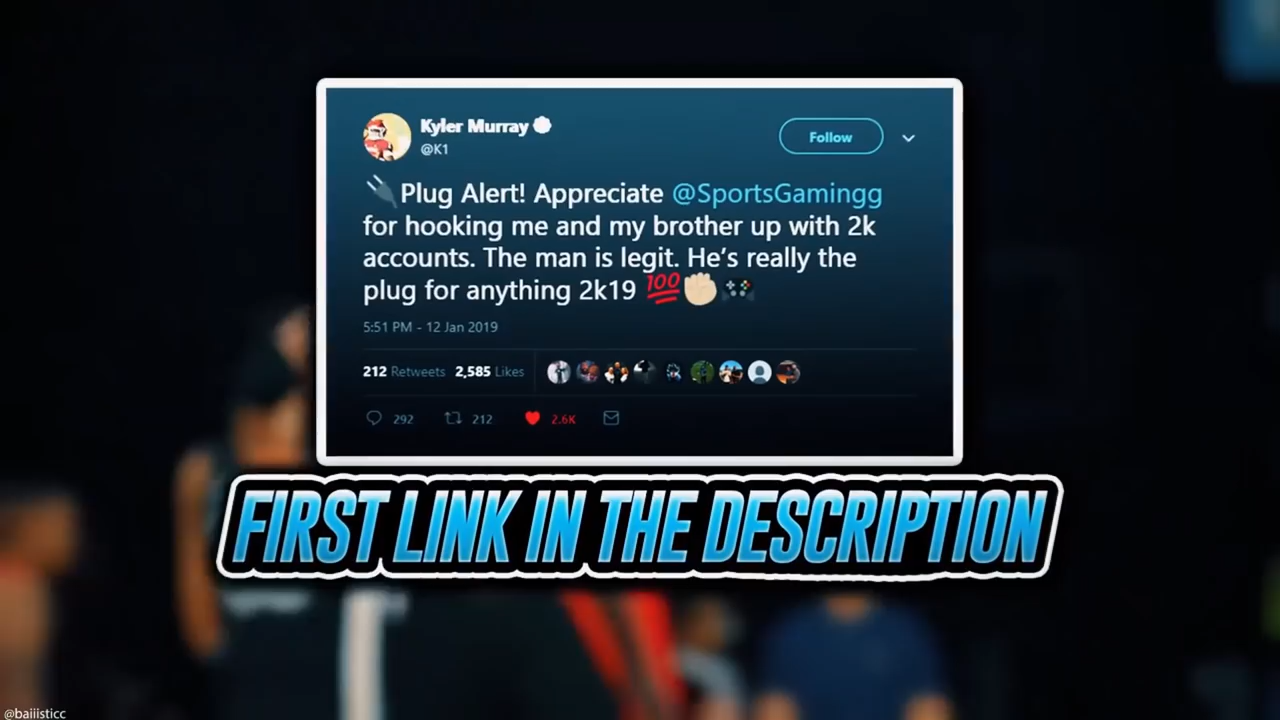 Kyler Murray
@K1
Follow
Plug Alert! Appreciate @SportsGamingg
for hooking me and my brother up with 2k
accounts. The man is legit. He's really the
plug for anything 2k19 💯
5:51 PM - 12 Jan 2019
212 Retweets 2,585 Likes
292 212 2.6K
FIRST LINK IN THE DESCRIPTION
@baiiisticc